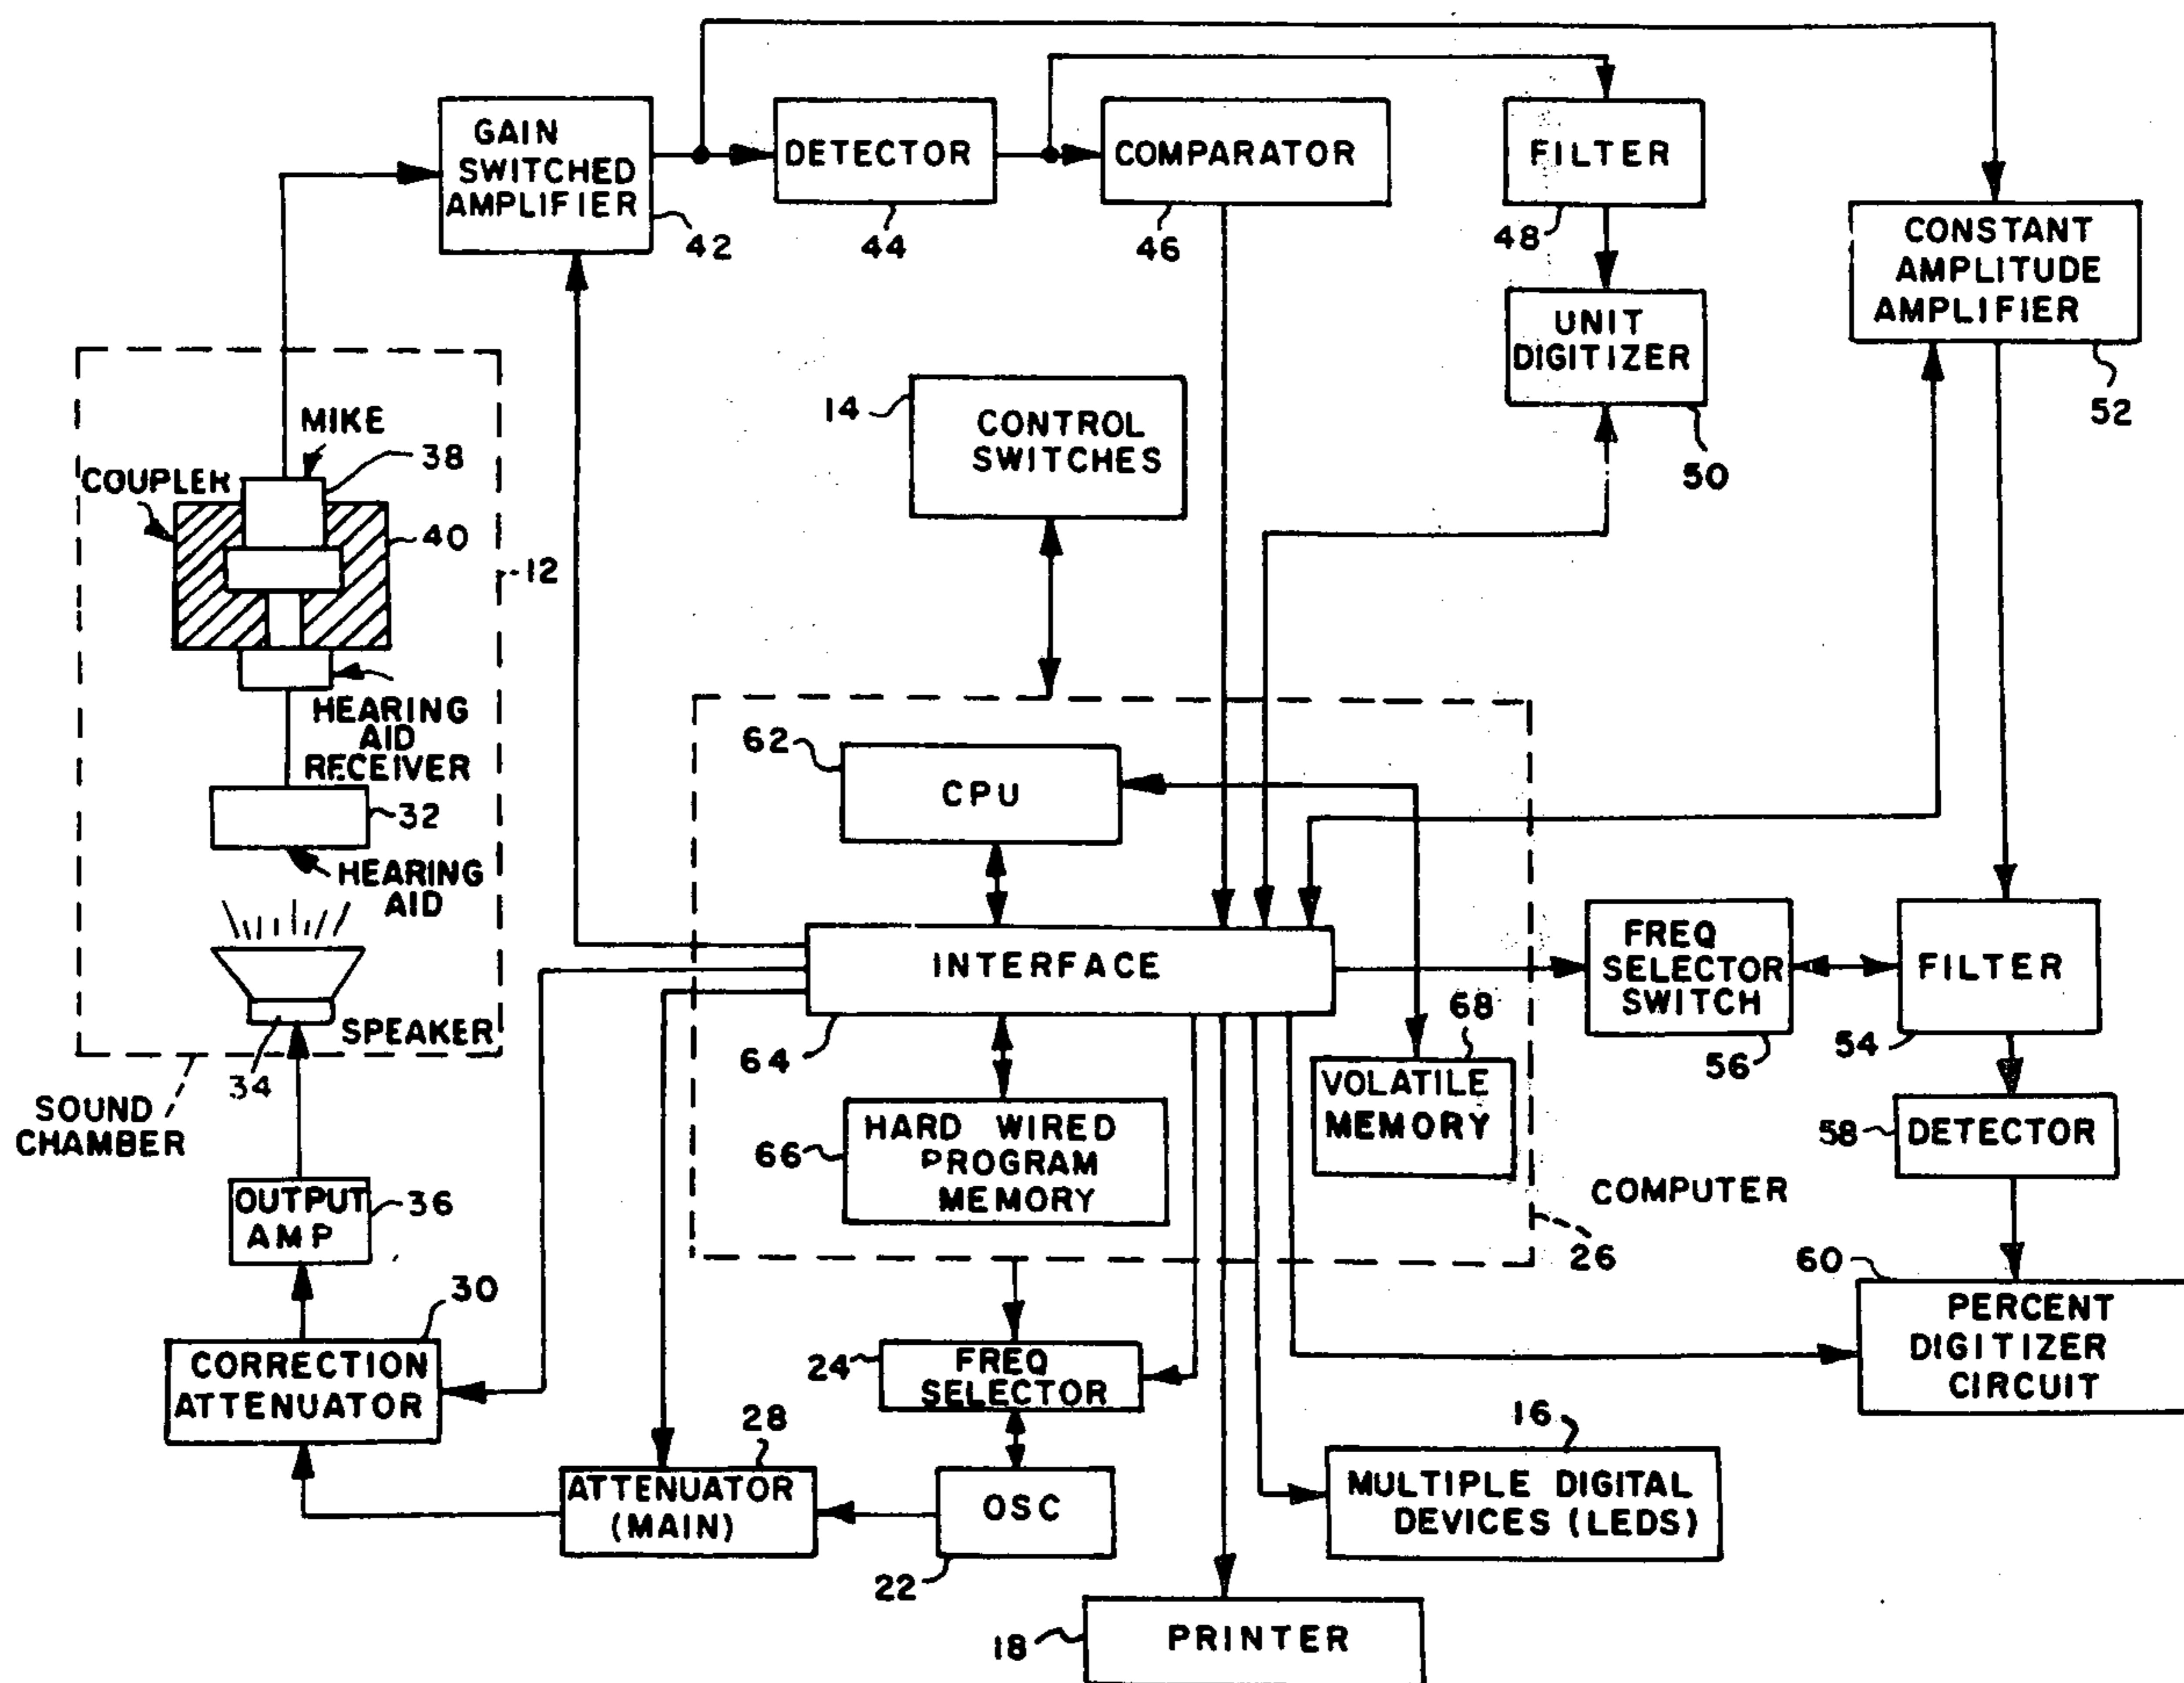 GAIN
SWITCHED
AMPLIFIER
42
DETECTOR
44
COMPARATOR
46
FILTER
48
UNIT
DIGITIZER
50
CONSTANT
AMPLITUDE
AMPLIFIER
52
14
CONTROL
SWITCHES
MIKE
38
COUPLER
40
12
HEARING
AID
RECEIVER
32
HEARING
AID
SPEAKER
34
SOUND
CHAMBER
OUTPUT
AMP
36
30
CORRECTION
ATTENUATOR
62
CPU
INTERFACE
64
68
VOLATILE
MEMORY
66
HARD WIRED
PROGRAM
MEMORY
COMPUTER
26
FREQ
SELECTOR
SWITCH
56
FILTER
54
58
DETECTOR
60
PERCENT
DIGITIZER
CIRCUIT
24
FREQ
SELECTOR
28
ATTENUATOR
(MAIN)
OSC
22
16
MULTIPLE DIGITAL
DEVICES (LEDS)
18
PRINTER